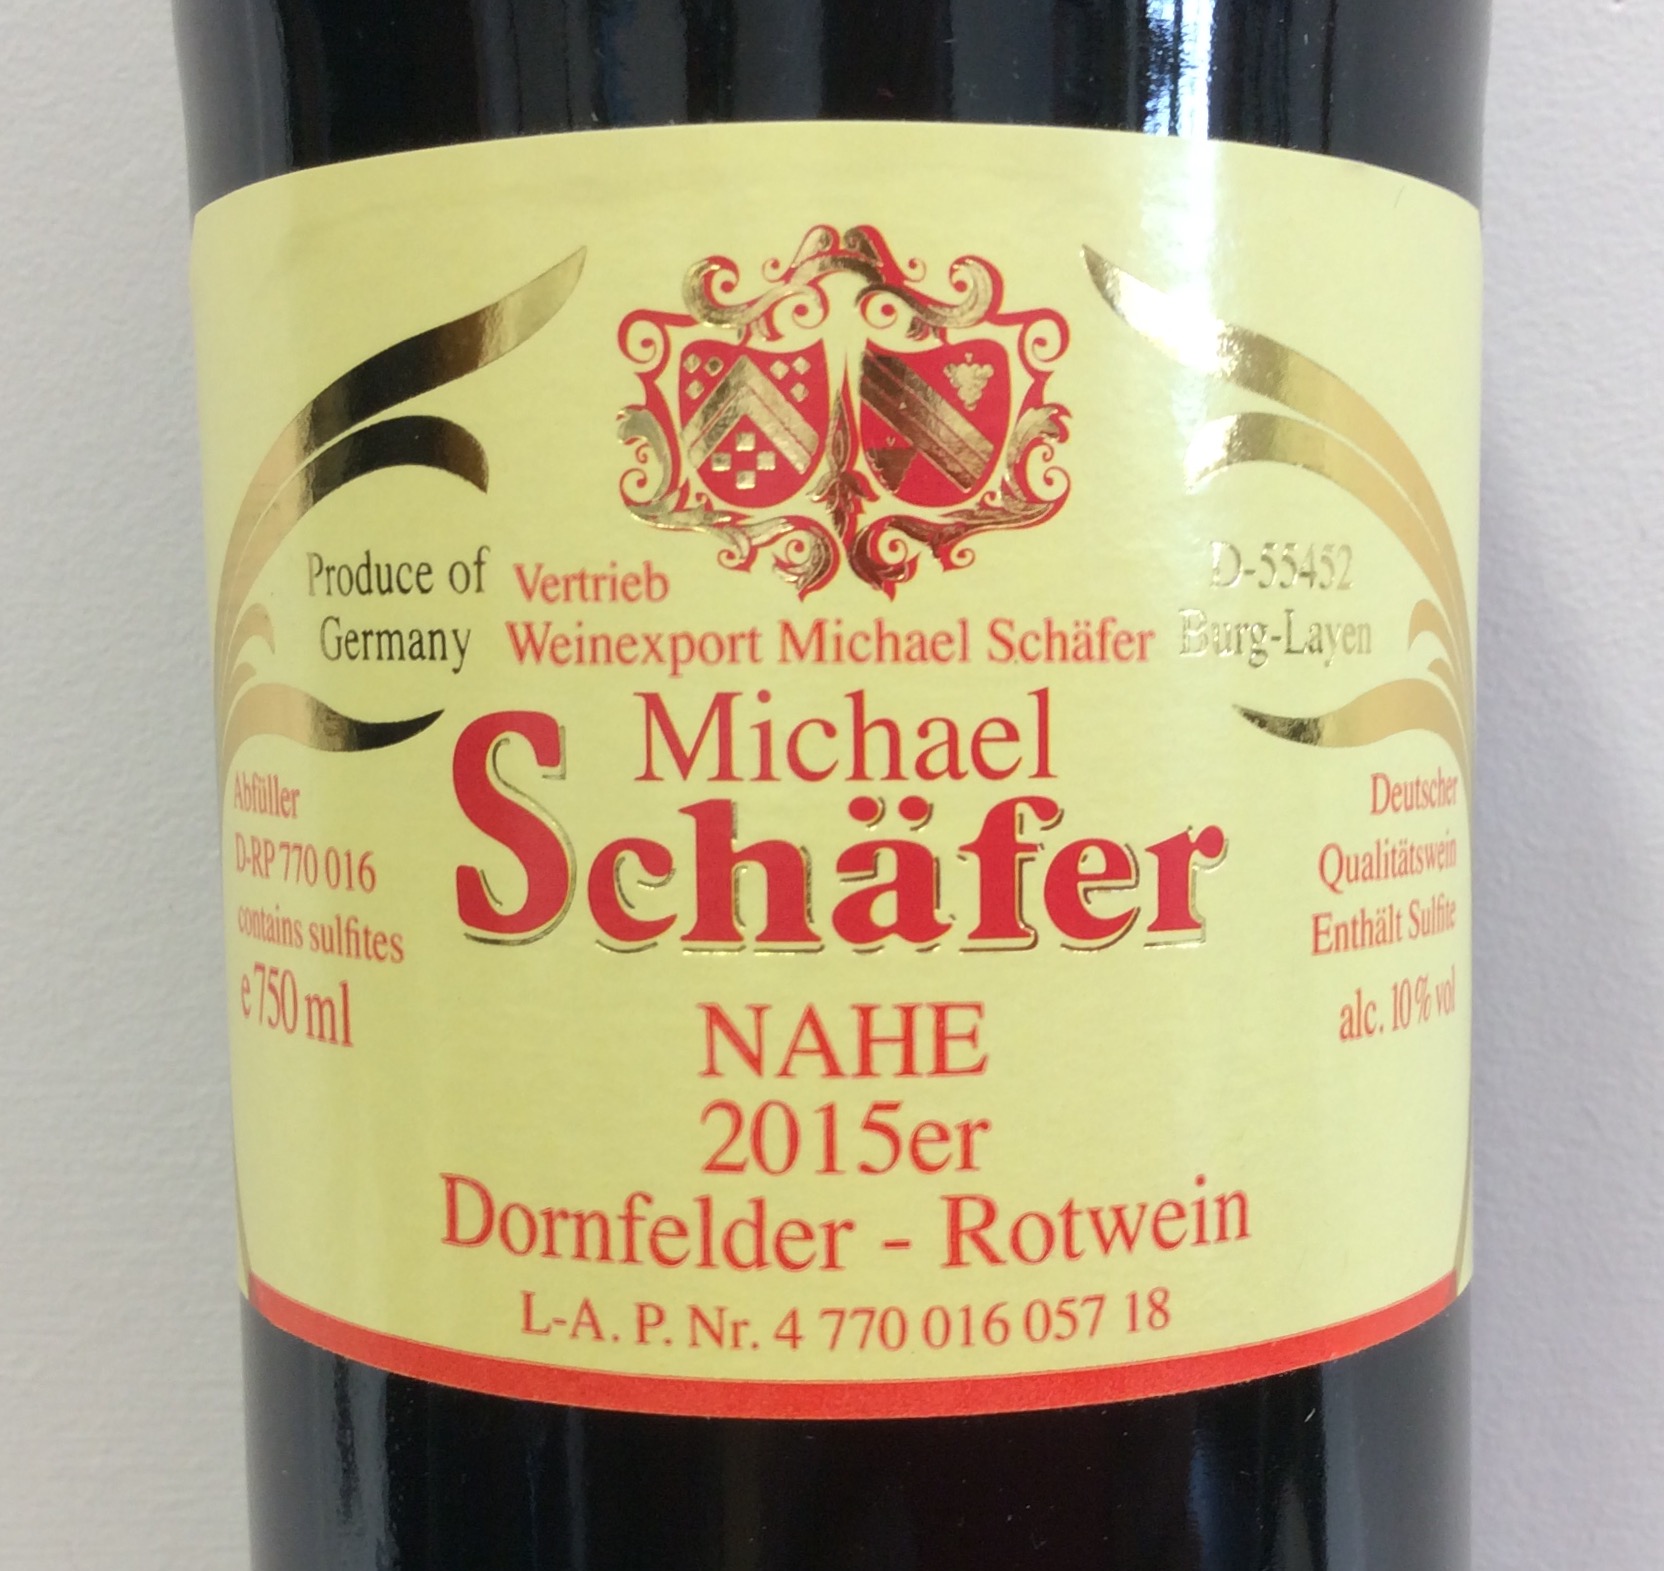 Produce of
Germany
Vertrieb
Weinexport Michael Schäfer
D-55452
Burg-Layen
Michael
Schäfer
Abfüller
D-RP 770 016
contains sulfites
e 750 ml
Deutscher
Qualitätswein
Enthält Sulfite
alc. 10 % vol
NAHE
2015er
Dornfelder - Rotwein
L-A. P. Nr. 4 770 016 057 18